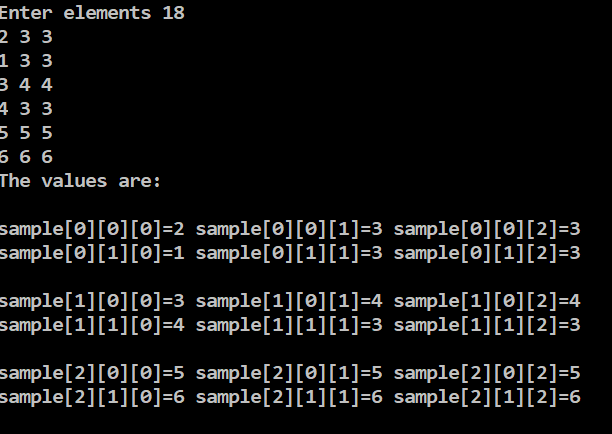 Enter elements 18
2 3 3
1 3 3
3 4 4
4 3 3
5 5 5
6 6 6
The values are:
sample[0][0][0]=2 sample[0][0][1]=3 sample[0][0][2]=3
sample[0][1][0]=1 sample[0][1][1]=3 sample[0][1][2]=3
sample[1][0][0]=3 sample[1][0][1]=4 sample[1][0][2]=4
sample[1][1][0]=4 sample[1][1][1]=3 sample[1][1][2]=3
sample[2][0][0]=5 sample[2][0][1]=5 sample[2][0][2]=5
sample[2][1][0]=6 sample[2][1][1]=6 sample[2][1][2]=6